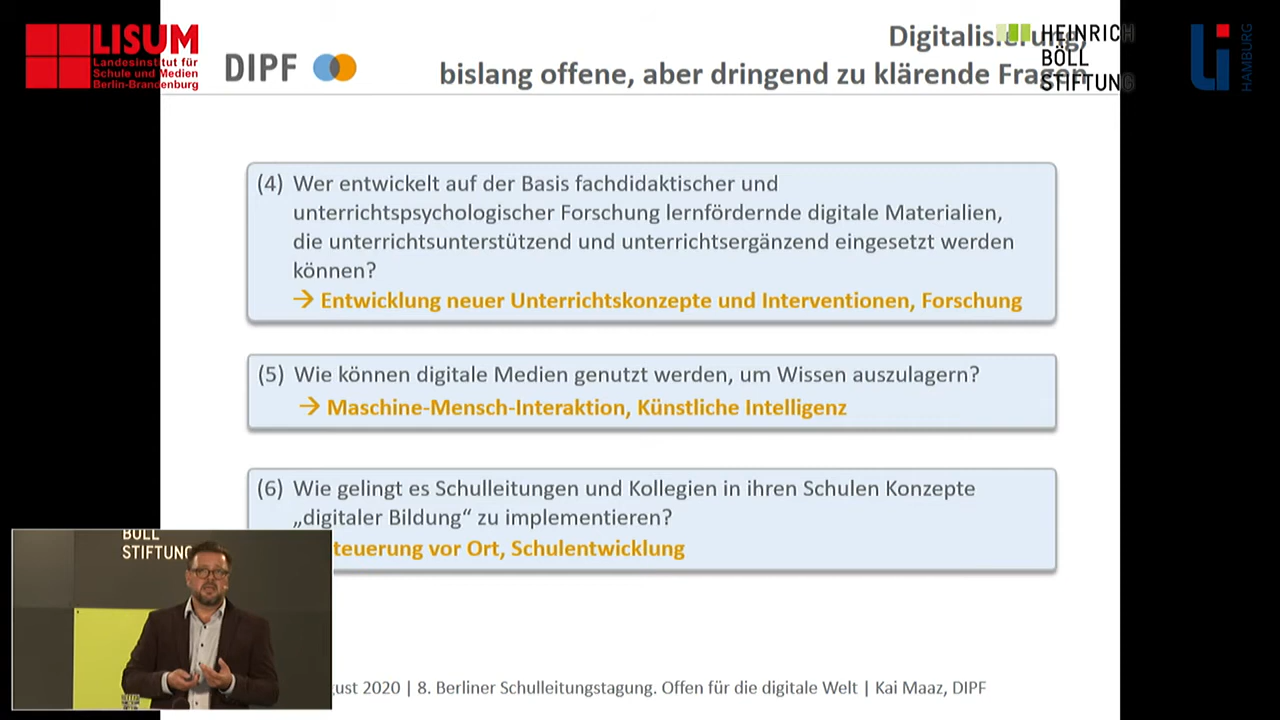 LISUM
Landesinstitut für
Schule und Medien
Berlin-Brandenburg
DIPF
Digitalisierung,
bislang offene, aber dringend zu klärende Fragen
HEINRICH
BÖLL
STIFTUNG
HAMBURG
(4) Wer entwickelt auf der Basis fachdidaktischer und
unterrichtspsychologischer Forschung lernfördernde digitale Materialien,
die unterrichtsunterstützend und unterrichtsergänzend eingesetzt werden
können?
→ Entwicklung neuer Unterrichtskonzepte und Interventionen, Forschung
(5) Wie können digitale Medien genutzt werden, um Wissen auszulagern?
→ Maschine-Mensch-Interaktion, Künstliche Intelligenz
(6) Wie gelingt es Schulleitungen und Kollegien in ihren Schulen Konzepte
„digitaler Bildung“ zu implementieren?
teuerung vor Ort, Schulentwicklung
BÖLL
STIFTUNG
gust 2020 | 8. Berliner Schulleitungstagung. Offen für die digitale Welt | Kai Maaz, DIPF